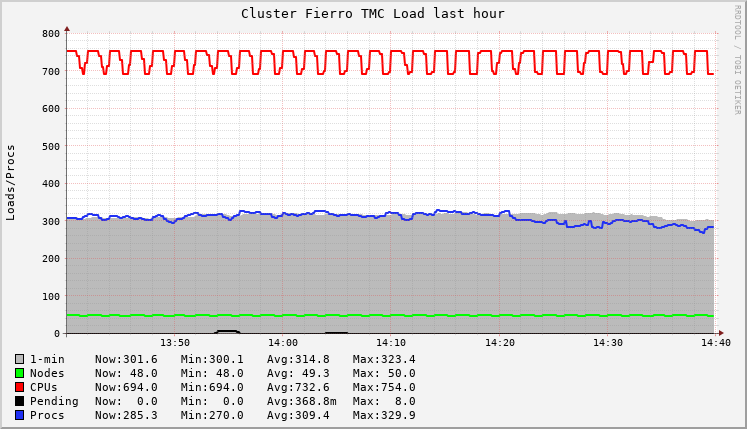 Cluster Fierro TMC Load last hour
RRDTOOL / TOBI OETIKER
Loads/Procs
800
700
600
500
400
300
200
100
0
13:50 14:00 14:10 14:20 14:30 14:40
1-min Now:301.6 Min:300.1 Avg:314.8 Max:323.4
Nodes Now: 48.0 Min: 48.0 Avg: 49.3 Max: 50.0
CPUs Now:694.0 Min:694.0 Avg:732.6 Max:754.0
Pending Now: 0.0 Min: 0.0 Avg:368.8m Max: 8.0
Procs Now:285.3 Min:270.0 Avg:309.4 Max:329.9